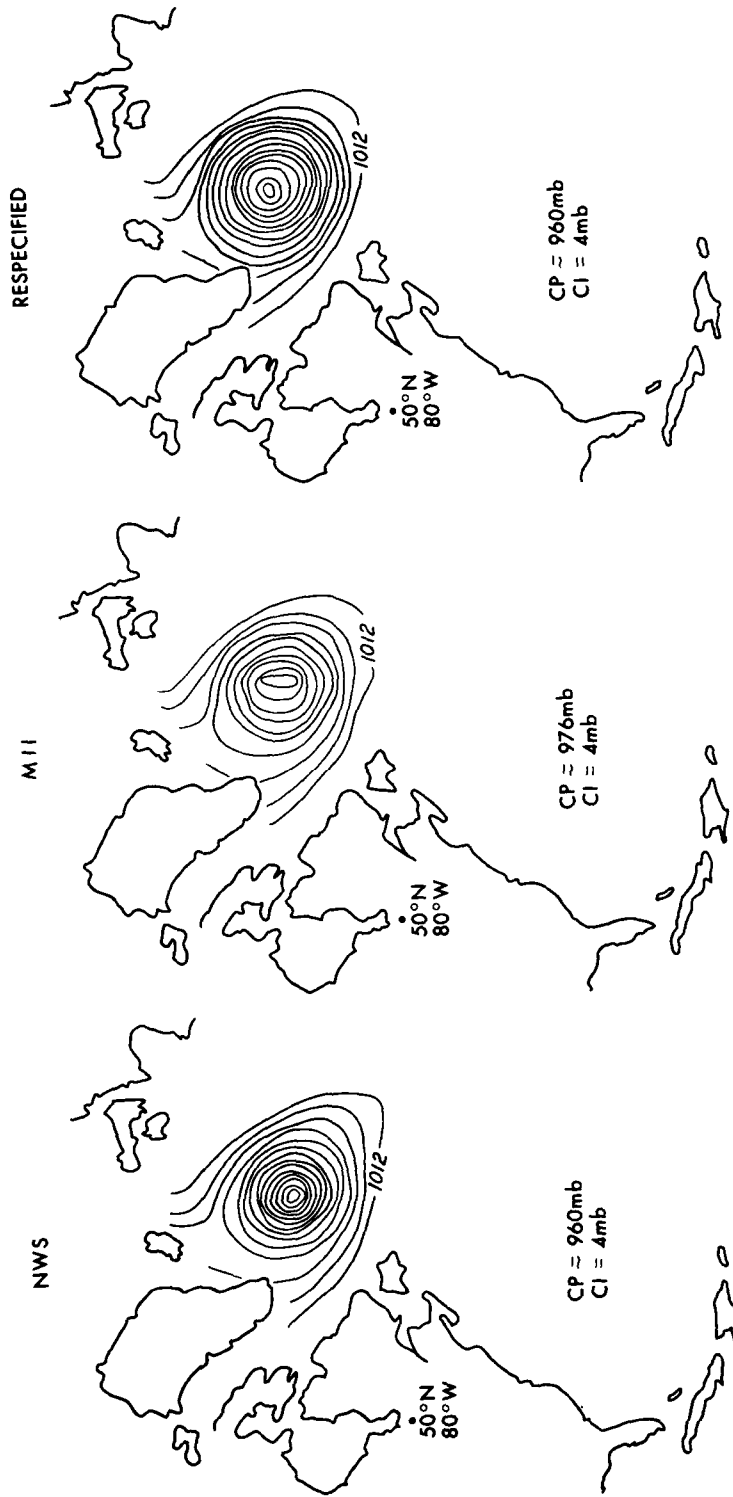 NWS
1012
50°N
80°W
CP ≈ 960mb
CI = 4mb
M11
1012
50°N
80°W
CP ≈ 976mb
CI = 4mb
RESPECIFIED
1012
50°N
80°W
CP ≈ 960mb
CI = 4mb